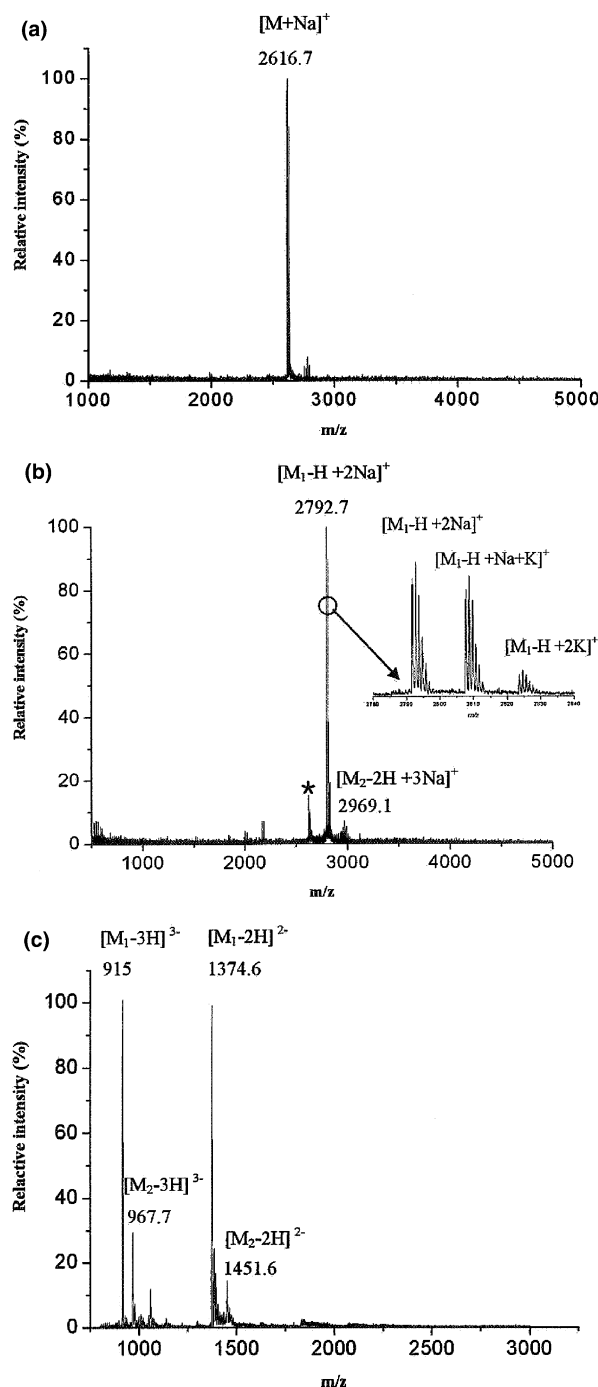 (a)
[M+Na]+
2616.7
100
80
60
40
20
0
Relative intensity (%)
1000 2000 3000 4000 5000
m/z
(b)
[M1-H +2Na]+
2792.7
[M1-H +2Na]+
[M1-H +Na+K]+
[M1-H +2K]+
100
80
60
40
20
0
Relative intensity (%)
*
[M2-2H +3Na]+
2969.1
m/z
1000 2000 3000 4000 5000
m/z
(c)
[M1-3H] 3- [M1-2H] 2-
915 1374.6
100
80
60
40
20
0
Relactive intensity (%)
[M2-3H] 3-
967.7
[M2-2H] 2-
1451.6
1000 1500 2000 2500 3000
m/z